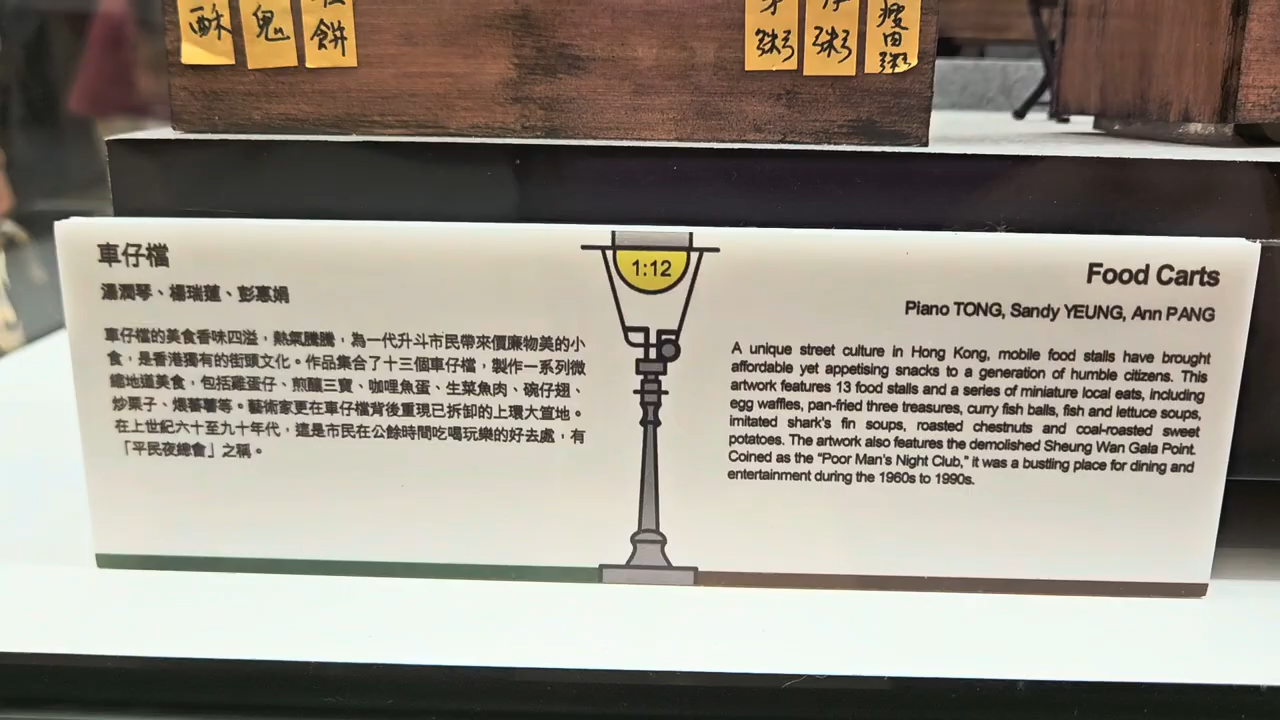 酥 鬼 餅
粥 粥 瘦肉粥
1:12
車仔檔
湯潤琴、楊瑞蓮、彭惠娟
車仔檔的美食香味四溢，熱氣騰騰，為一代升斗市民帶來價廉物美的小
食，是香港獨有的街頭文化。作品集合了十三個車仔檔，製作一系列微
縮地道美食，包括雞蛋仔、煎釀三寶、咖哩魚蛋、生菜魚肉、碗仔翅、
炒栗子、煨蕃薯等。藝術家更在車仔檔背後重現已拆卸的上環大笪地。
在上世紀六十至九十年代，這是市民在公餘時間吃喝玩樂的好去處，有
「平民夜總會」之稱。
Food Carts
Piano TONG, Sandy YEUNG, Ann PANG
A unique street culture in Hong Kong, mobile food stalls have brought
affordable yet appetising snacks to a generation of humble citizens. This
artwork features 13 food stalls and a series of miniature local eats, including
egg waffles, pan-fried three treasures, curry fish balls, fish and lettuce soups,
imitated shark's fin soups, roasted chestnuts and coal-roasted sweet
potatoes. The artwork also features the demolished Sheung Wan Gala Point.
Coined as the “Poor Man's Night Club,” it was a bustling place for dining and
entertainment during the 1960s to 1990s.